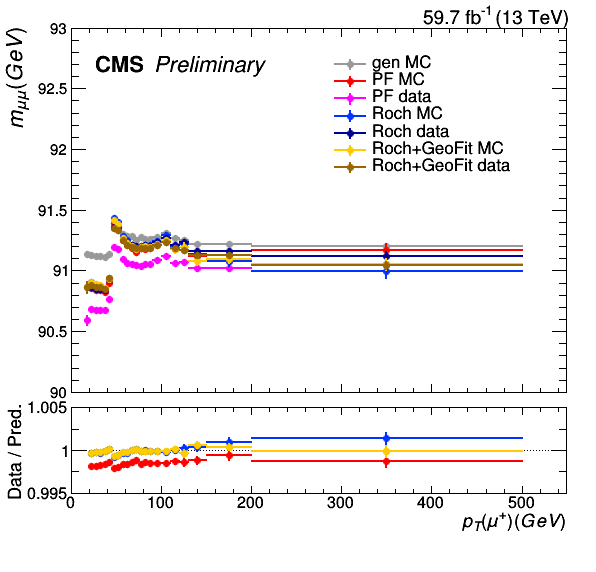 59.7 fb⁻¹ (13 TeV)
CMS Preliminary
m_μμ (GeV)
93
92.5
92
91.5
91
90.5
90
gen MC
PF MC
PF data
Roch MC
Roch data
Roch+GeoFit MC
Roch+GeoFit data
Data / Pred.
1.005
1
0.995
0 100 200 300 400 500
p_T(μ⁺)(GeV)